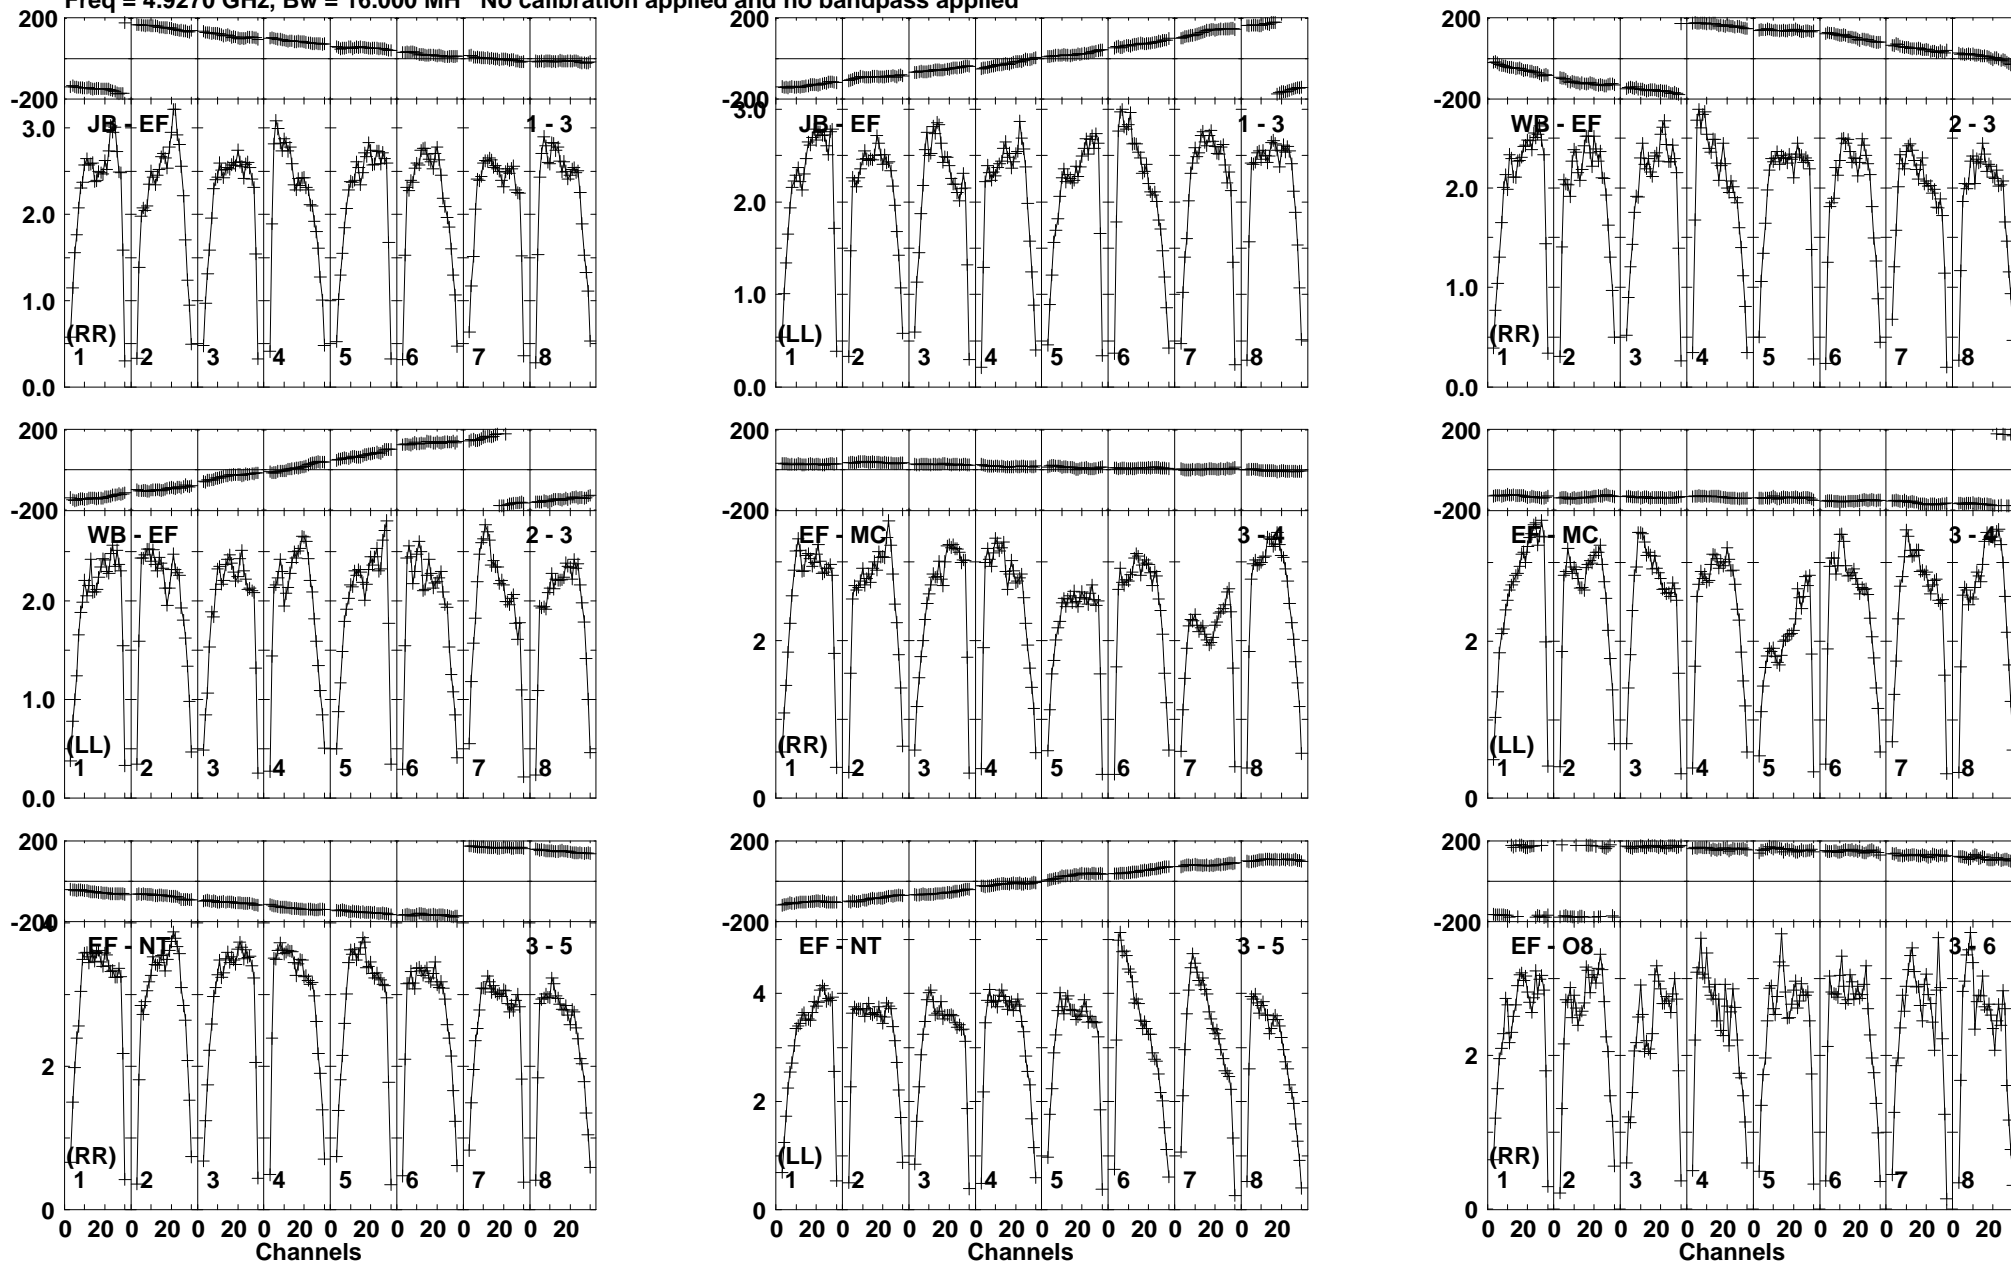 Freq = 4.9270 GHz, Bw = 16.000 MH No calibration applied and no bandpass applied
200 200 200
-200 -200 -200
JB - EF 1 - 3 JB - EF 1 - 3 WB - EF 2 - 3
3.0 3.0
2.0 2.0 2.0
1.0 1.0 1.0
(RR) (LL) (RR)
1 2 3 4 5 6 7 8 1 2 3 4 5 6 7 8 1 2 3 4 5 6 7 8
0.0 0.0 0.0
200 200 200
-200 -200 -200
WB - EF 2 - 3 EF - MC 3 - 4 EF - MC 3 - 4
2.0 2 2
1.0
(LL) (RR) (LL)
1 2 3 4 5 6 7 8 1 2 3 4 5 6 7 8 1 2 3 4 5 6 7 8
0.0 0 0
200 200 200
-200 -200 -200
4
EF - NT 3 - 5 EF - NT 3 - 5 EF - O8 3 - 6
4
2 2 2
(RR) (LL) (RR)
1 2 3 4 5 6 7 8 1 2 3 4 5 6 7 8 1 2 3 4 5 6 7 8
0 0 0
0 20 0 20 0 20 0 20 0 20 0 20 0 20 0 20 0 20 0 20 0 20 0 20 0 20 0 20 0 20 0 20 0 20 0 20 0 20 0 20 0 20 0 20 0 20 0 20
Channels Channels Channels